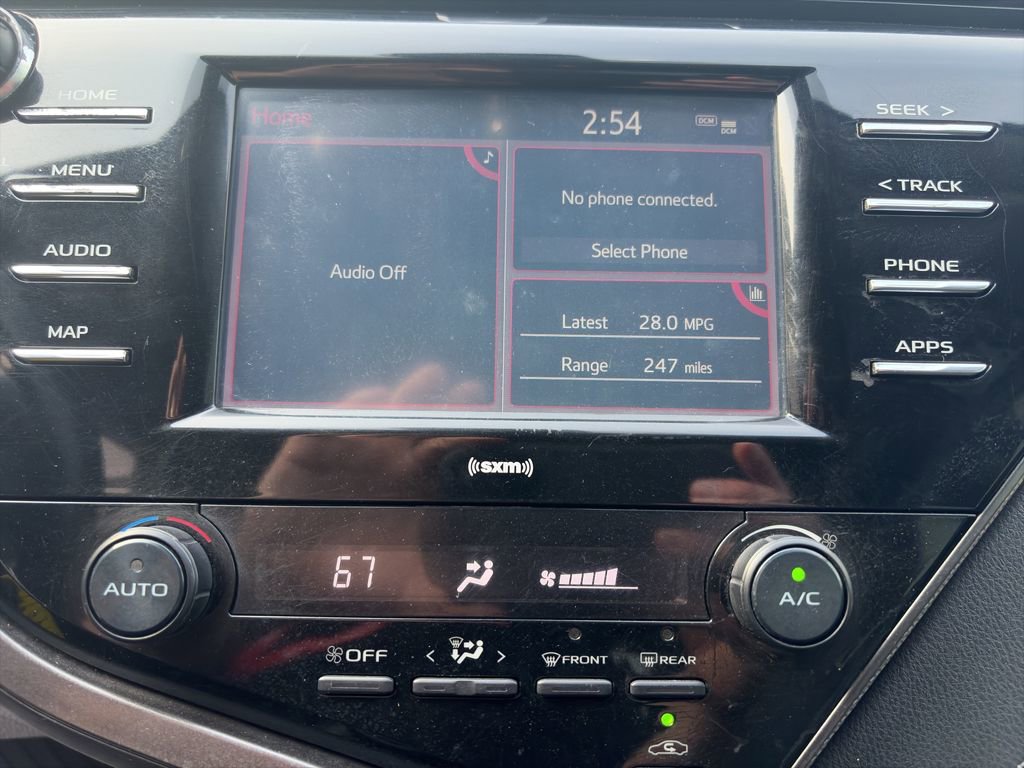 HOME
MENU
AUDIO
MAP
Home
2:54
DCM
DCM
Audio Off
No phone connected.
Select Phone
Latest 28.0 MPG
Range 247 miles
SEEK >
< TRACK
PHONE
APPS
((sxm))
AUTO
67
A/C
OFF
< >
FRONT
REAR